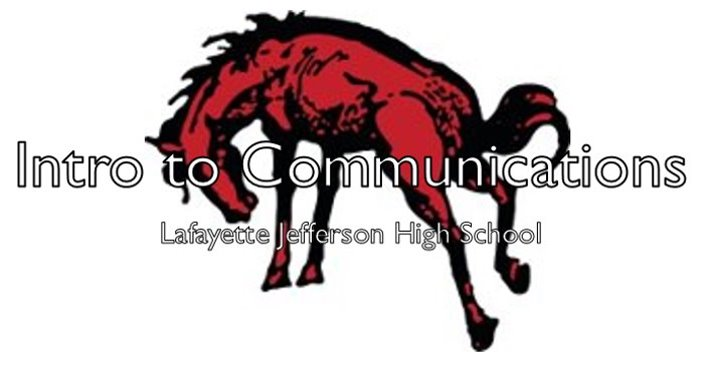 Intro to Communications
Lafayette Jefferson High School